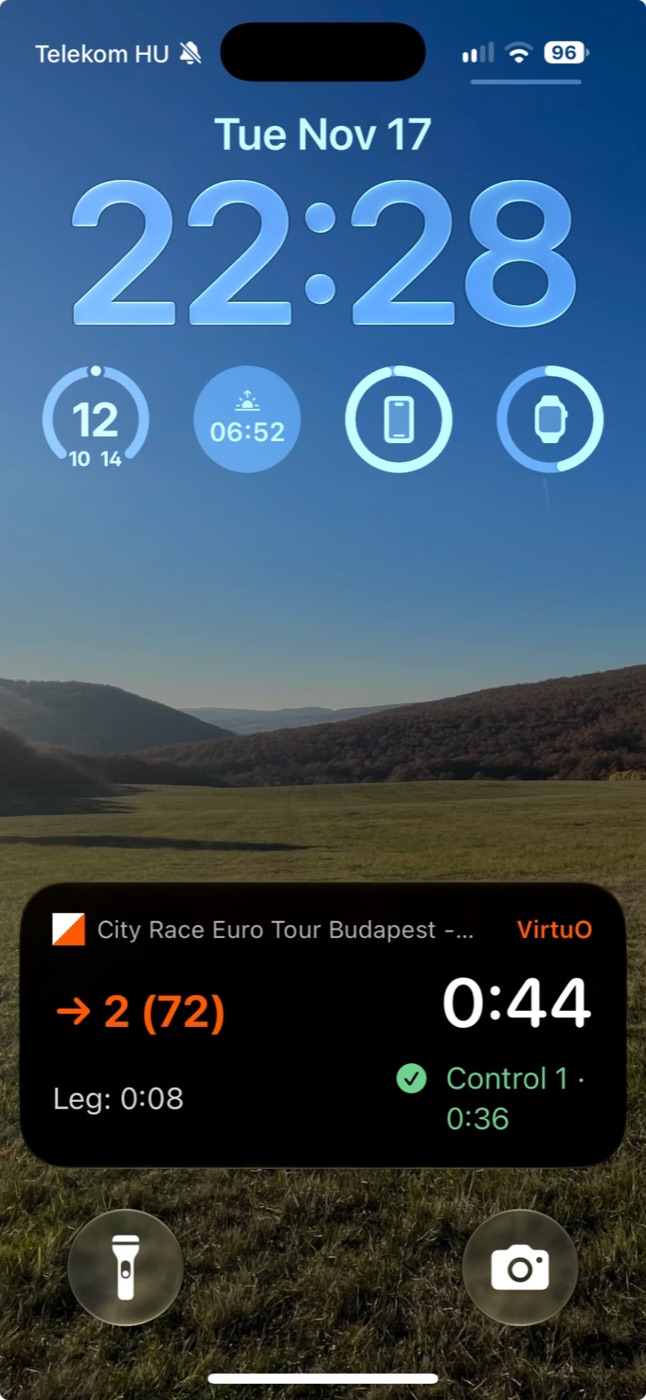 Telekom HU
96
Tue Nov 17
22:28
12
10 14
06:52
City Race Euro Tour Budapest -...
VirtuO
→ 2 (72)
0:44
Leg: 0:08
Control 1 ·
0:36